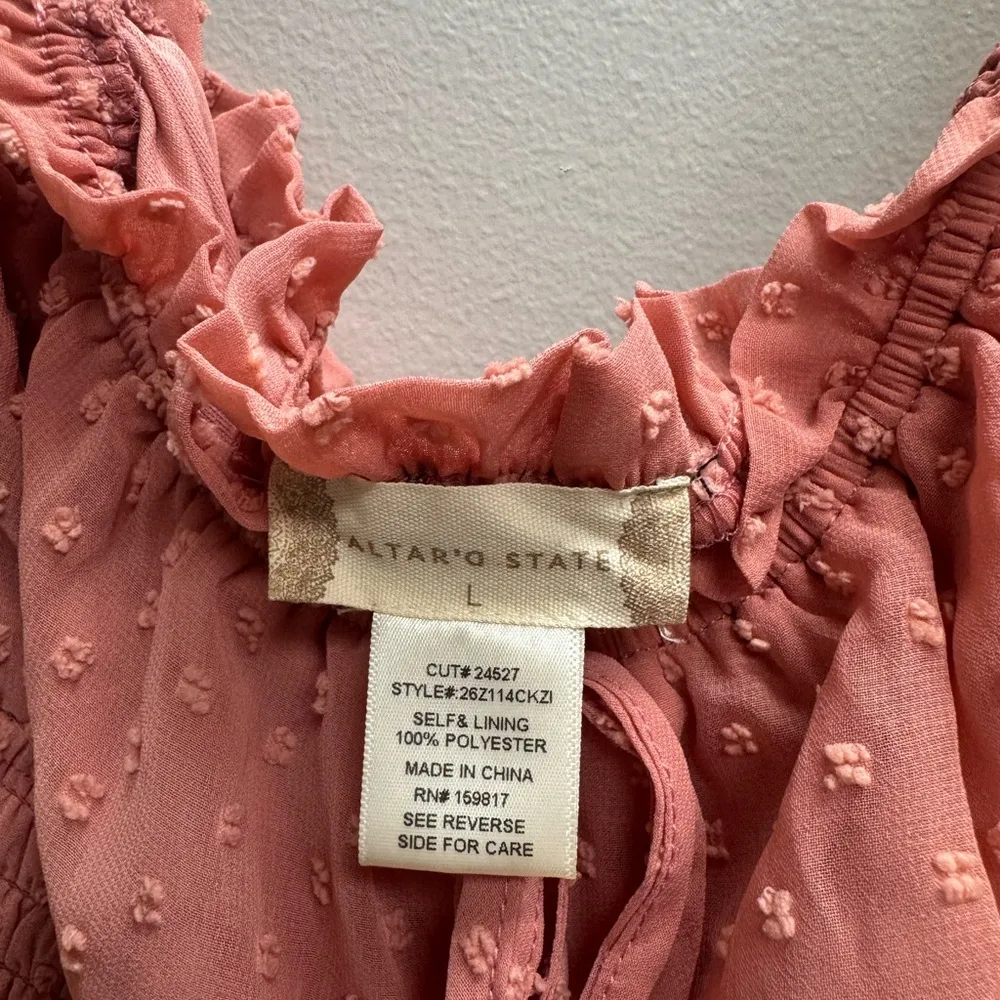 ALTAR'D STATE
L
CUT# 24527
STYLE#:26Z114CKZI
SELF& LINING
100% POLYESTER
MADE IN CHINA
RN# 159817
SEE REVERSE
SIDE FOR CARE